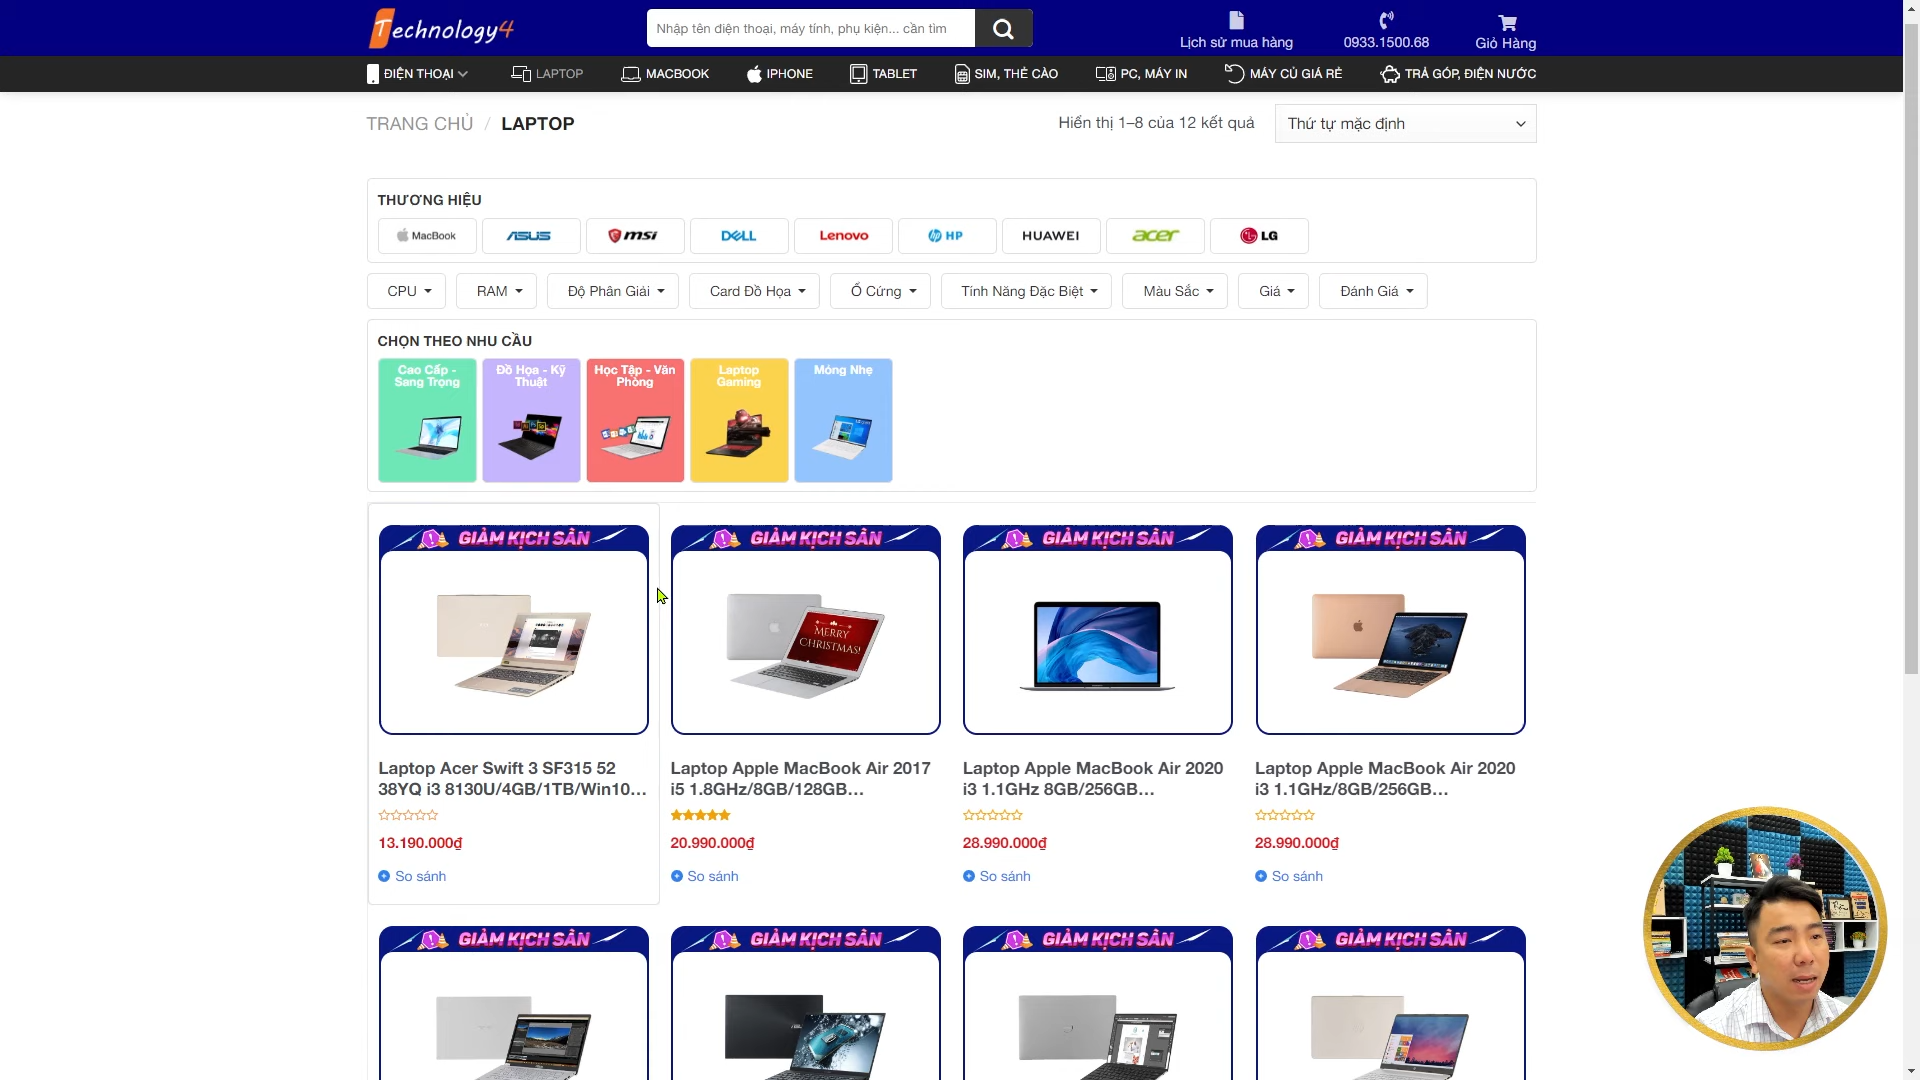 Technology4
Nhập tên điện thoại, máy tính, phụ kiện... cần tìm
Lịch sử mua hàng
0933.1500.68
Giỏ Hàng
ĐIỆN THOẠI
LAPTOP
MACBOOK
IPHONE
TABLET
SIM, THẺ CÀO
PC, MÁY IN
MÁY CỦ GIÁ RẺ
TRẢ GÓP, ĐIỆN NƯỚC
TRANG CHỦ / LAPTOP
Hiển thị 1–8 của 12 kết quả
Thứ tự mặc định
THƯƠNG HIỆU
MacBook
ASUS
msi
DELL
Lenovo
hp HP
HUAWEI
acer
LG
CPU
RAM
Độ Phân Giải
Card Đồ Họa
Ổ Cứng
Tính Năng Đặc Biệt
Màu Sắc
Giá
Đánh Giá
CHỌN THEO NHU CẦU
Cao Cấp -
Sang Trọng
Đồ Họa - Kỹ
Thuật
Học Tập - Văn
Phòng
Laptop
Gaming
Mỏng Nhẹ
GIẢM KỊCH SÀN
GIẢM KỊCH SÀN
GIẢM KỊCH SÀN
GIẢM KỊCH SÀN
MERRY
CHRISTMAS!
Laptop Acer Swift 3 SF315 52
38YQ i3 8130U/4GB/1TB/Win10...
13.190.000₫
So sánh
Laptop Apple MacBook Air 2017
i5 1.8GHz/8GB/128GB...
20.990.000₫
So sánh
Laptop Apple MacBook Air 2020
i3 1.1GHz 8GB/256GB...
28.990.000₫
So sánh
Laptop Apple MacBook Air 2020
i3 1.1GHz/8GB/256GB...
28.990.000₫
So sánh
GIẢM KỊCH SÀN
GIẢM KỊCH SÀN
GIẢM KỊCH SÀN
GIẢM KỊCH SÀN